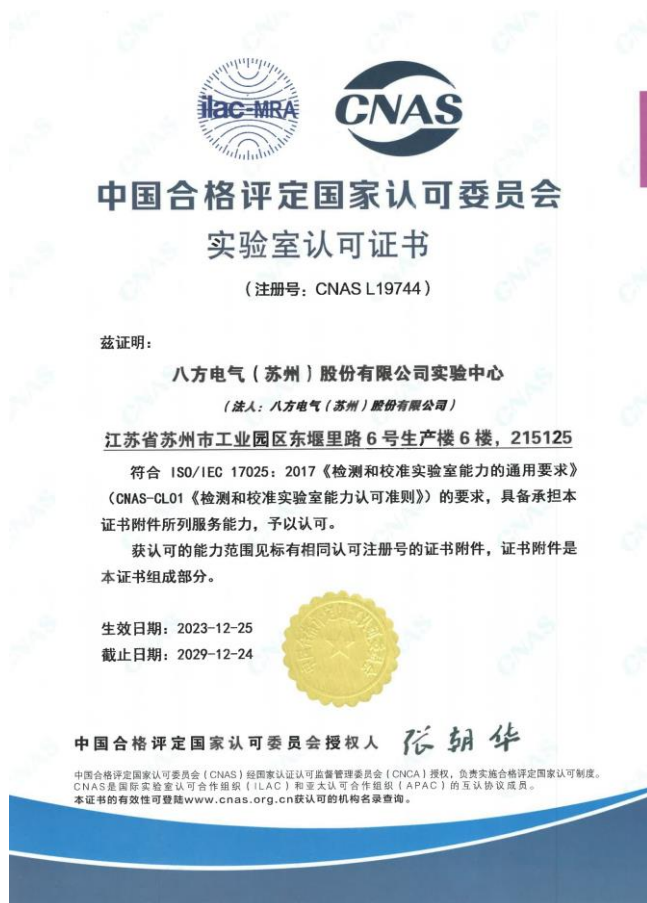 ilac-MRA
CNAS
中国合格评定国家认可委员会
实验室认可证书
（注册号：CNAS L19744）
兹证明：
八方电气（苏州）股份有限公司实验中心
（法人：八方电气（苏州）股份有限公司）
江苏省苏州市工业园区东堰里路 6 号生产楼 6 楼，215125
符合 ISO/IEC 17025：2017《检测和校准实验室能力的通用要求》
（CNAS-CL01《检测和校准实验室能力认可准则》）的要求，具备承担本
证书附件所列服务能力，予以认可。
获认可的能力范围见标有相同认可注册号的证书附件，证书附件是
本证书组成部分。
生效日期：2023-12-25
截止日期：2029-12-24
中国合格评定国家认可委员会授权人 张朝华
中国合格评定国家认可委员会（CNAS）经国家认证认可监督管理委员会（CNCA）授权，负责实施合格评定国家认可制度。
CNAS是国际实验室认可合作组织（ILAC）和亚太认可合作组织（APAC）的互认协议成员。
本证书的有效性可登陆www.cnas.org.cn获认可的机构名录查询。